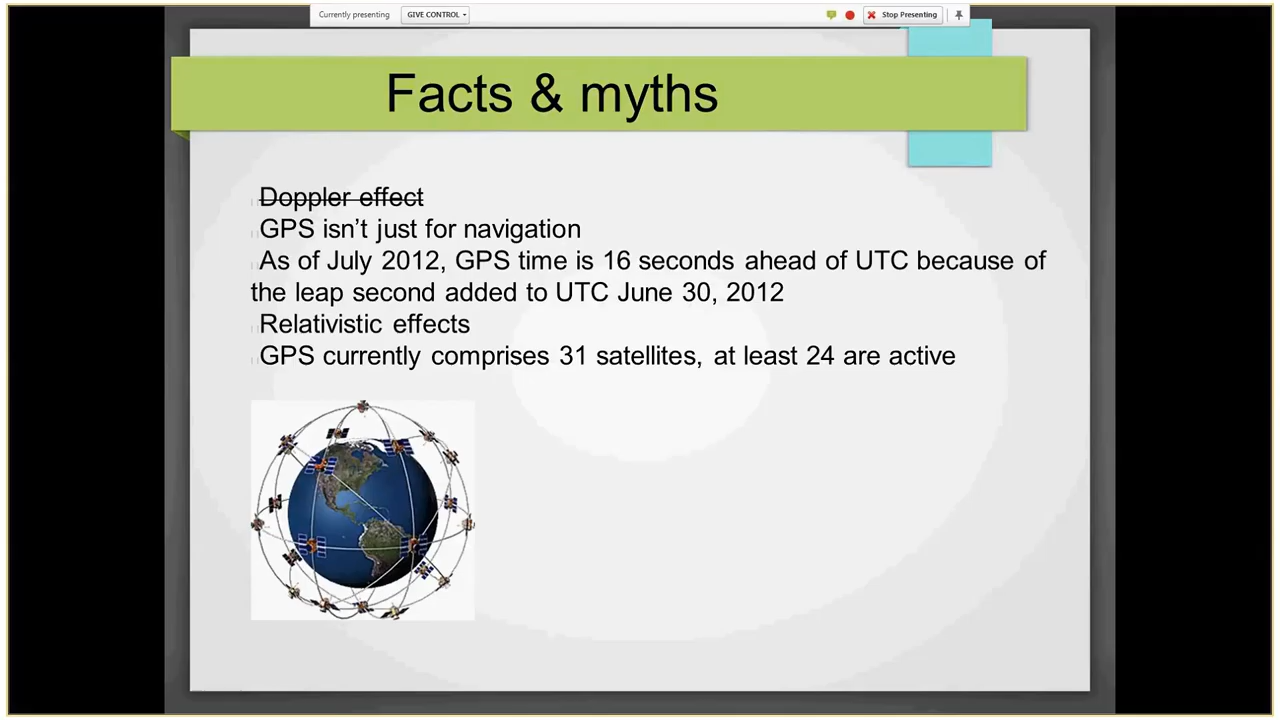 Currently presenting GIVE CONTROL Stop Presenting
Facts & myths
Doppler effect
GPS isn’t just for navigation
As of July 2012, GPS time is 16 seconds ahead of UTC because of
the leap second added to UTC June 30, 2012
Relativistic effects
GPS currently comprises 31 satellites, at least 24 are active